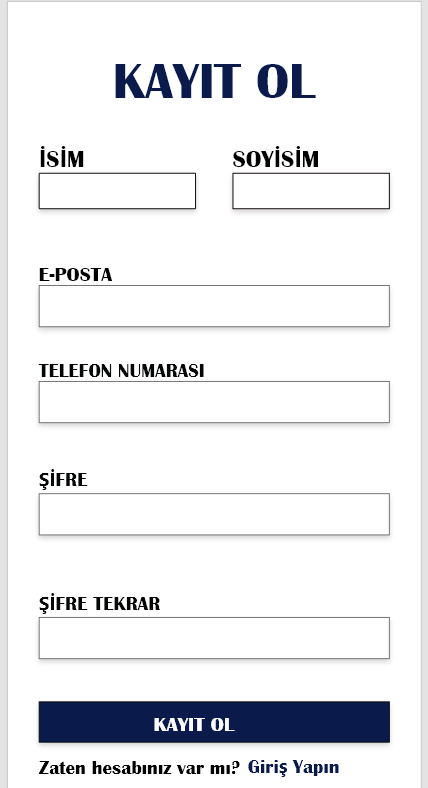 KAYIT OL
İSİM SOYİSİM
E-POSTA
TELEFON NUMARASI
ŞİFRE
ŞİFRE TEKRAR
KAYIT OL
Zaten hesabınız var mı? Giriş Yapın